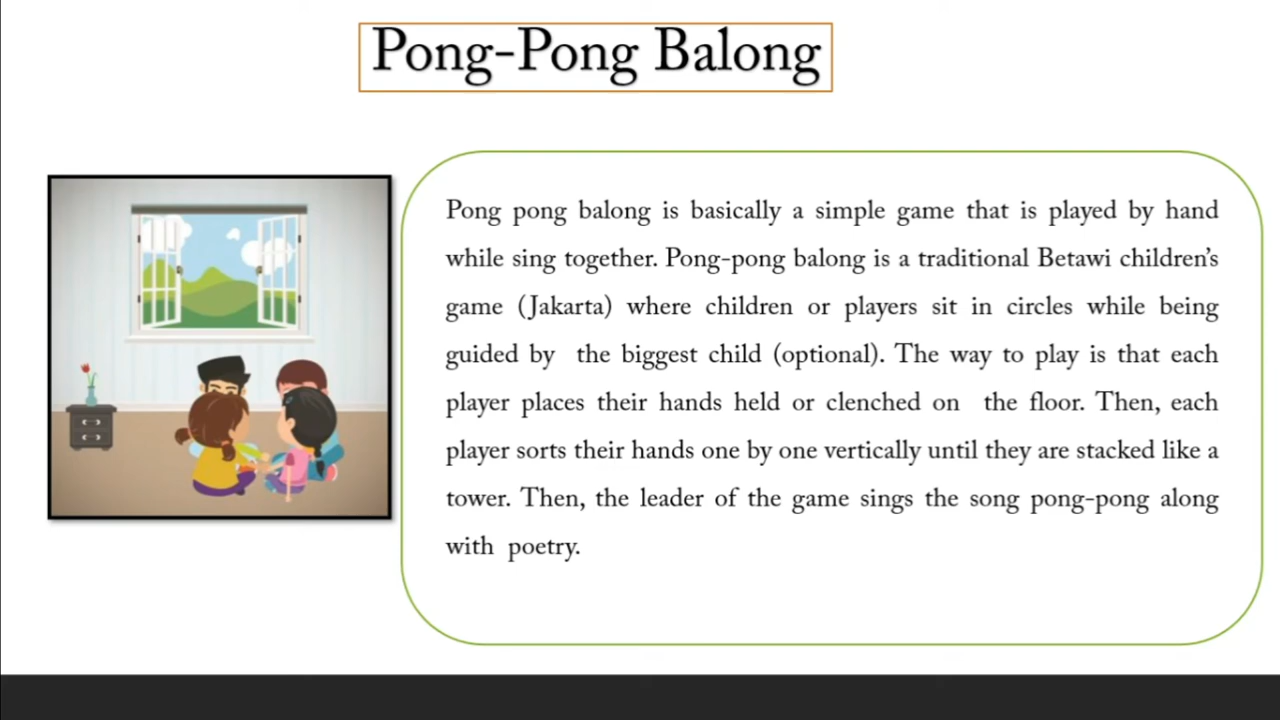 Pong-Pong Balong
Pong pong balong is basically a simple game that is played by hand
while sing together. Pong-pong balong is a traditional Betawi children's
game (Jakarta) where children or players sit in circles while being
guided by the biggest child (optional). The way to play is that each
player places their hands held or clenched on the floor. Then, each
player sorts their hands one by one vertically until they are stacked like a
tower. Then, the leader of the game sings the song pong-pong along
with poetry.